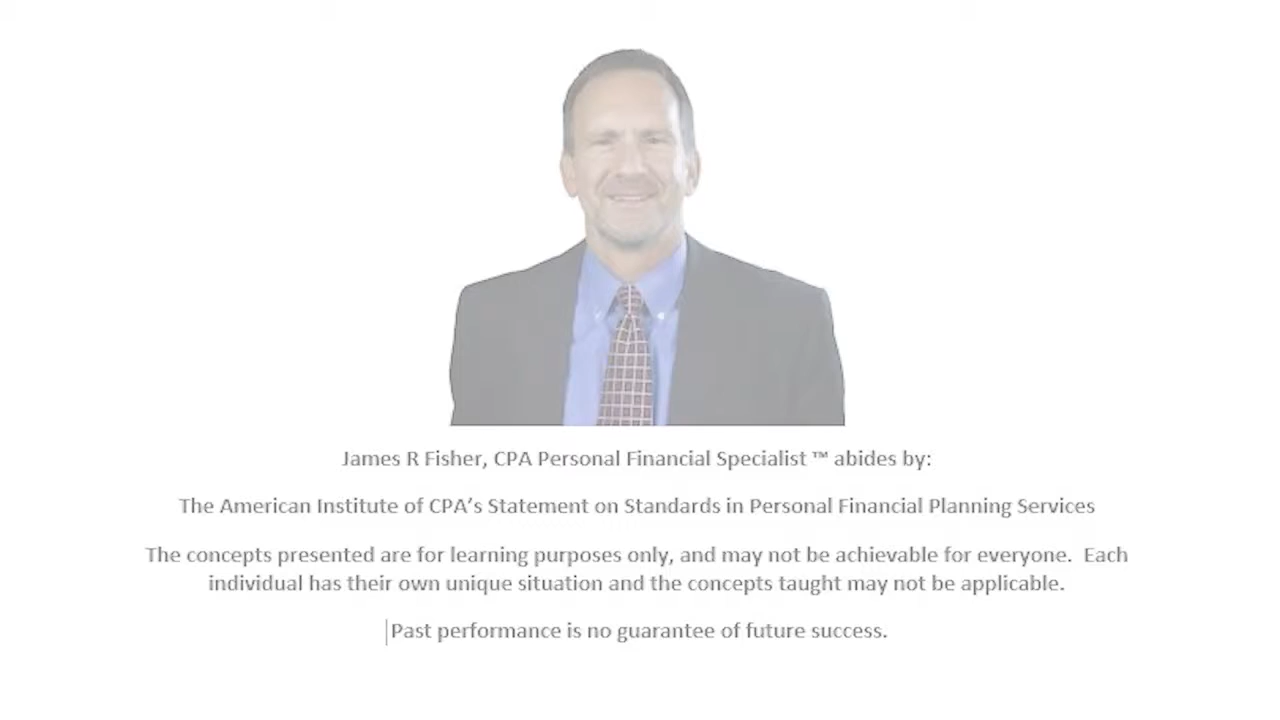 James R Fisher, CPA Personal Financial Specialist ™ abides by:
The American Institute of CPA’s Statement on Standards in Personal Financial Planning Services
The concepts presented are for learning purposes only, and may not be achievable for everyone.  Each
individual has their own unique situation and the concepts taught may not be applicable.
Past performance is no guarantee of future success.